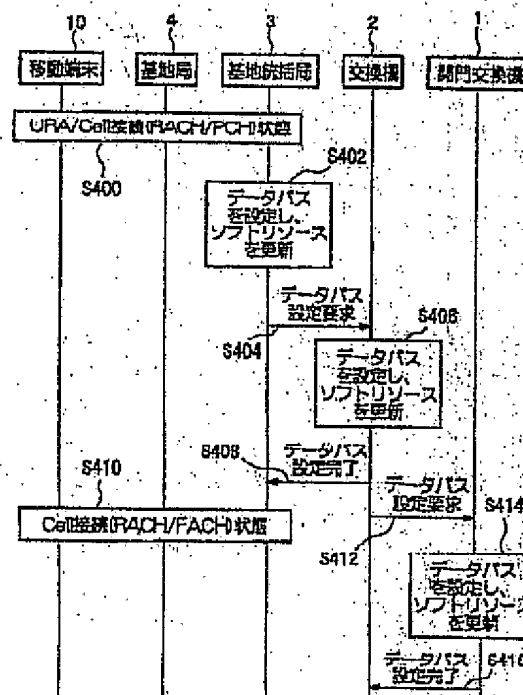 10
4
3
2
1
移動端末
基地局
基地統括局
交換機
関門交換機
URA/Cell接続(RACH/PCH)状態
S400
S402
データパス
を設定し、
ソフトリソース
を更新
データパス
設定要求
S404
S406
データパス
を設定し、
ソフトリソース
を更新
S408
データパス
設定完了
S410
Cell接続(RACH/FACH)状態
データパス
設定要求
S412
S414
データパス
を設定し、
ソフトリソース
を更新
データパス
設定完了
S416